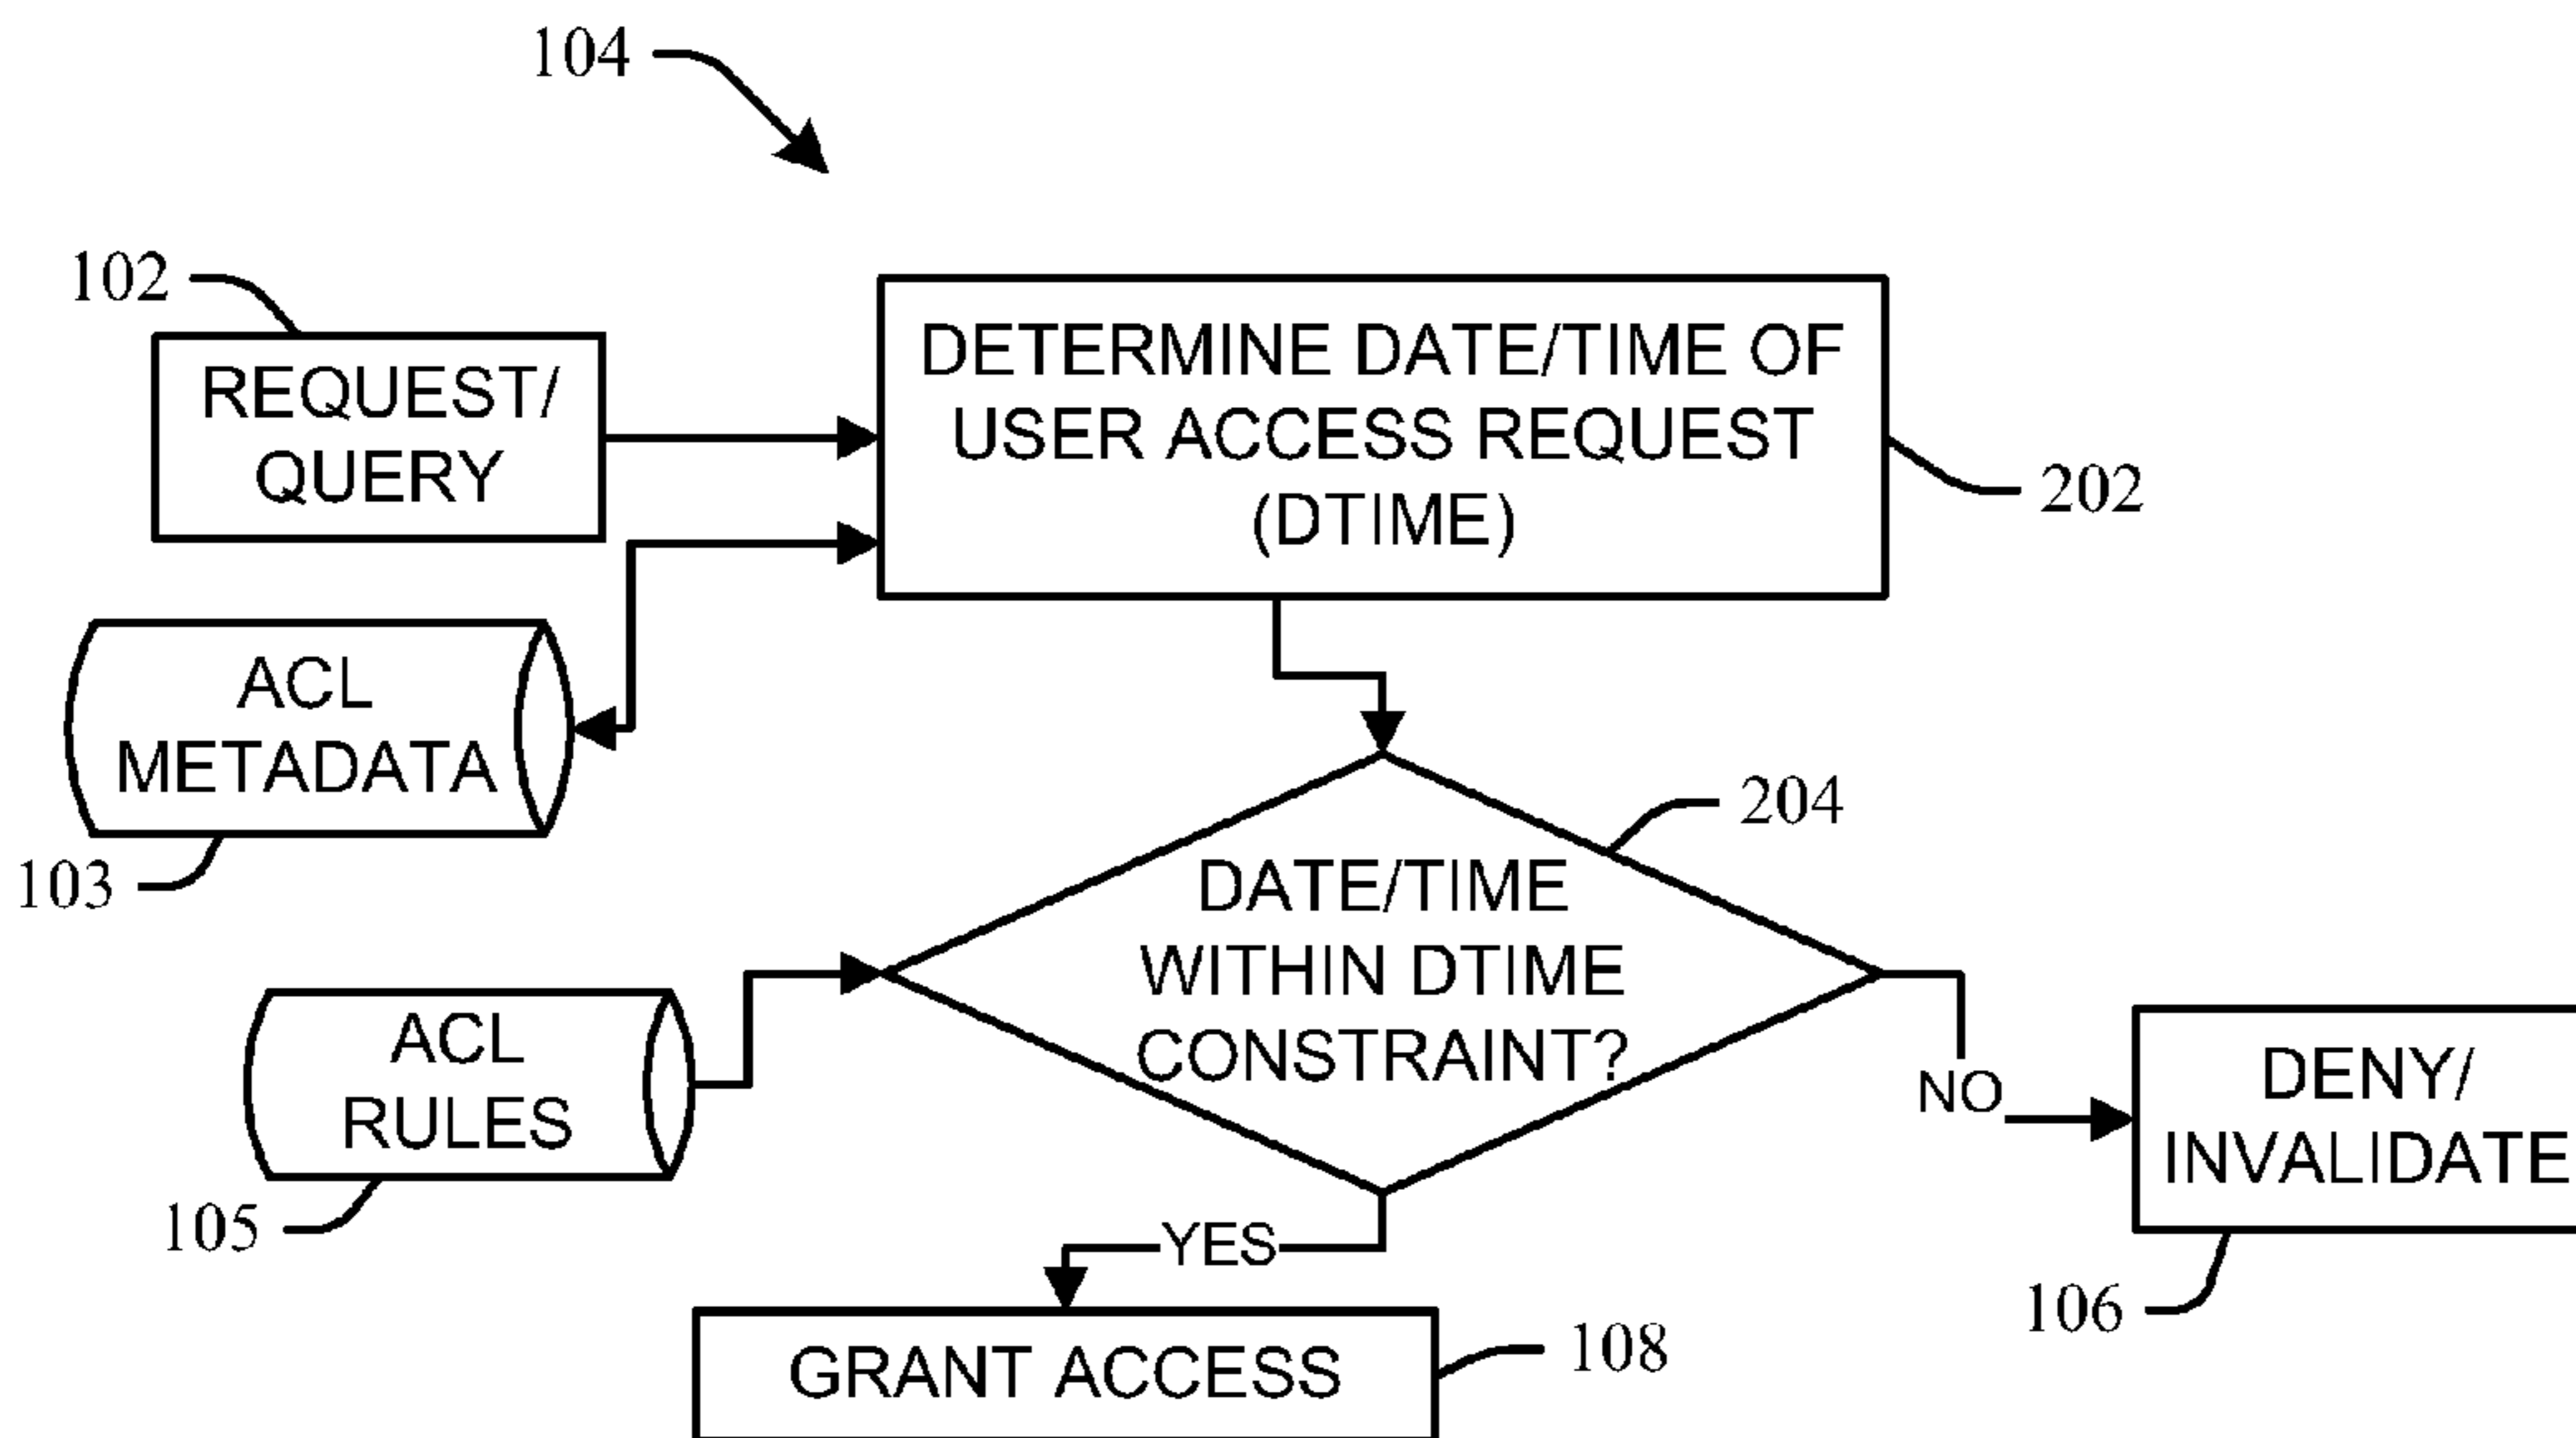 104
102
REQUEST/
QUERY
DETERMINE DATE/TIME OF
USER ACCESS REQUEST
(DTIME)
202
ACL
METADATA
103
204
DATE/TIME
WITHIN DTIME
CONSTRAINT?
ACL
RULES
105
NO
DENY/
INVALIDATE
106
YES
GRANT ACCESS
108